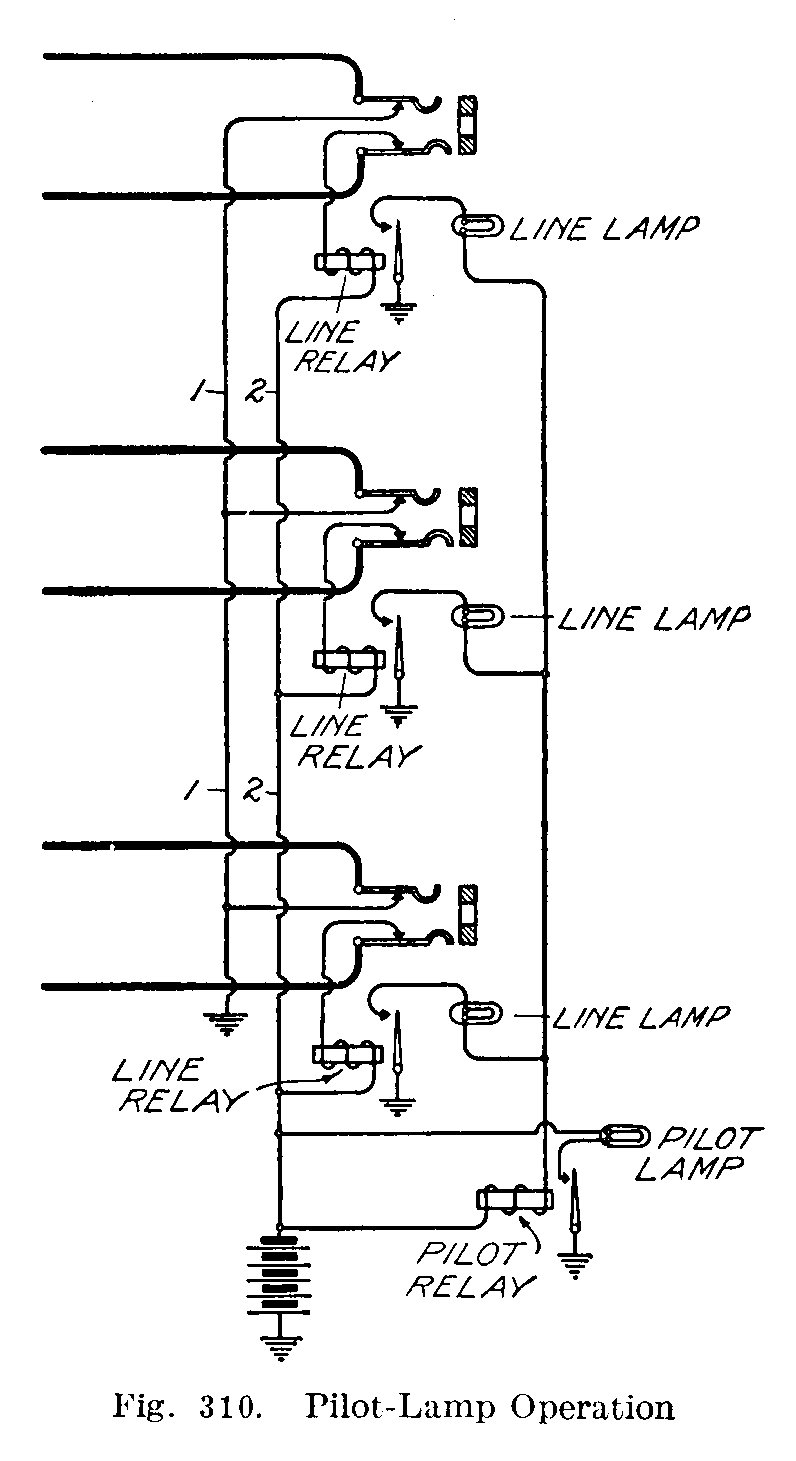 LINE LAMP
LINE
RELAY
1 2
LINE LAMP
LINE
RELAY
1 2
LINE LAMP
LINE
RELAY
PILOT
LAMP
PILOT
RELAY
Fig. 310. Pilot-Lamp Operation